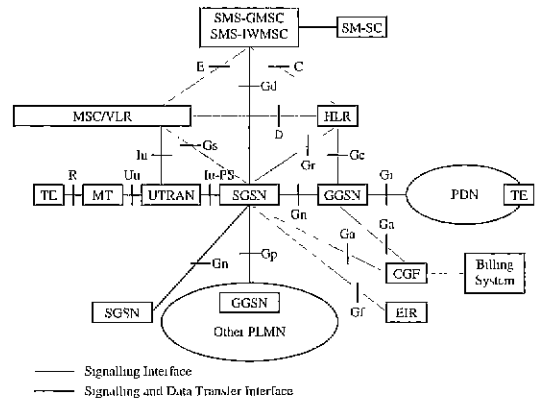 SMS-GMSC
SMS-IWMSC
SM-SC
E
C
Gd
MSC/VLR
HLR
D
Gs
Iu
Gr
Gc
R
Uu
Iu-PS
Gi
TE
MT
UTRAN
SGSN
GGSN
PDN
TE
Gn
Ga
Ga
CGF
Billing
System
Gn
Gp
Gf
SGSN
GGSN
EIR
Other PLMN
Signalling Interface
Signalling and Data Transfer Interface